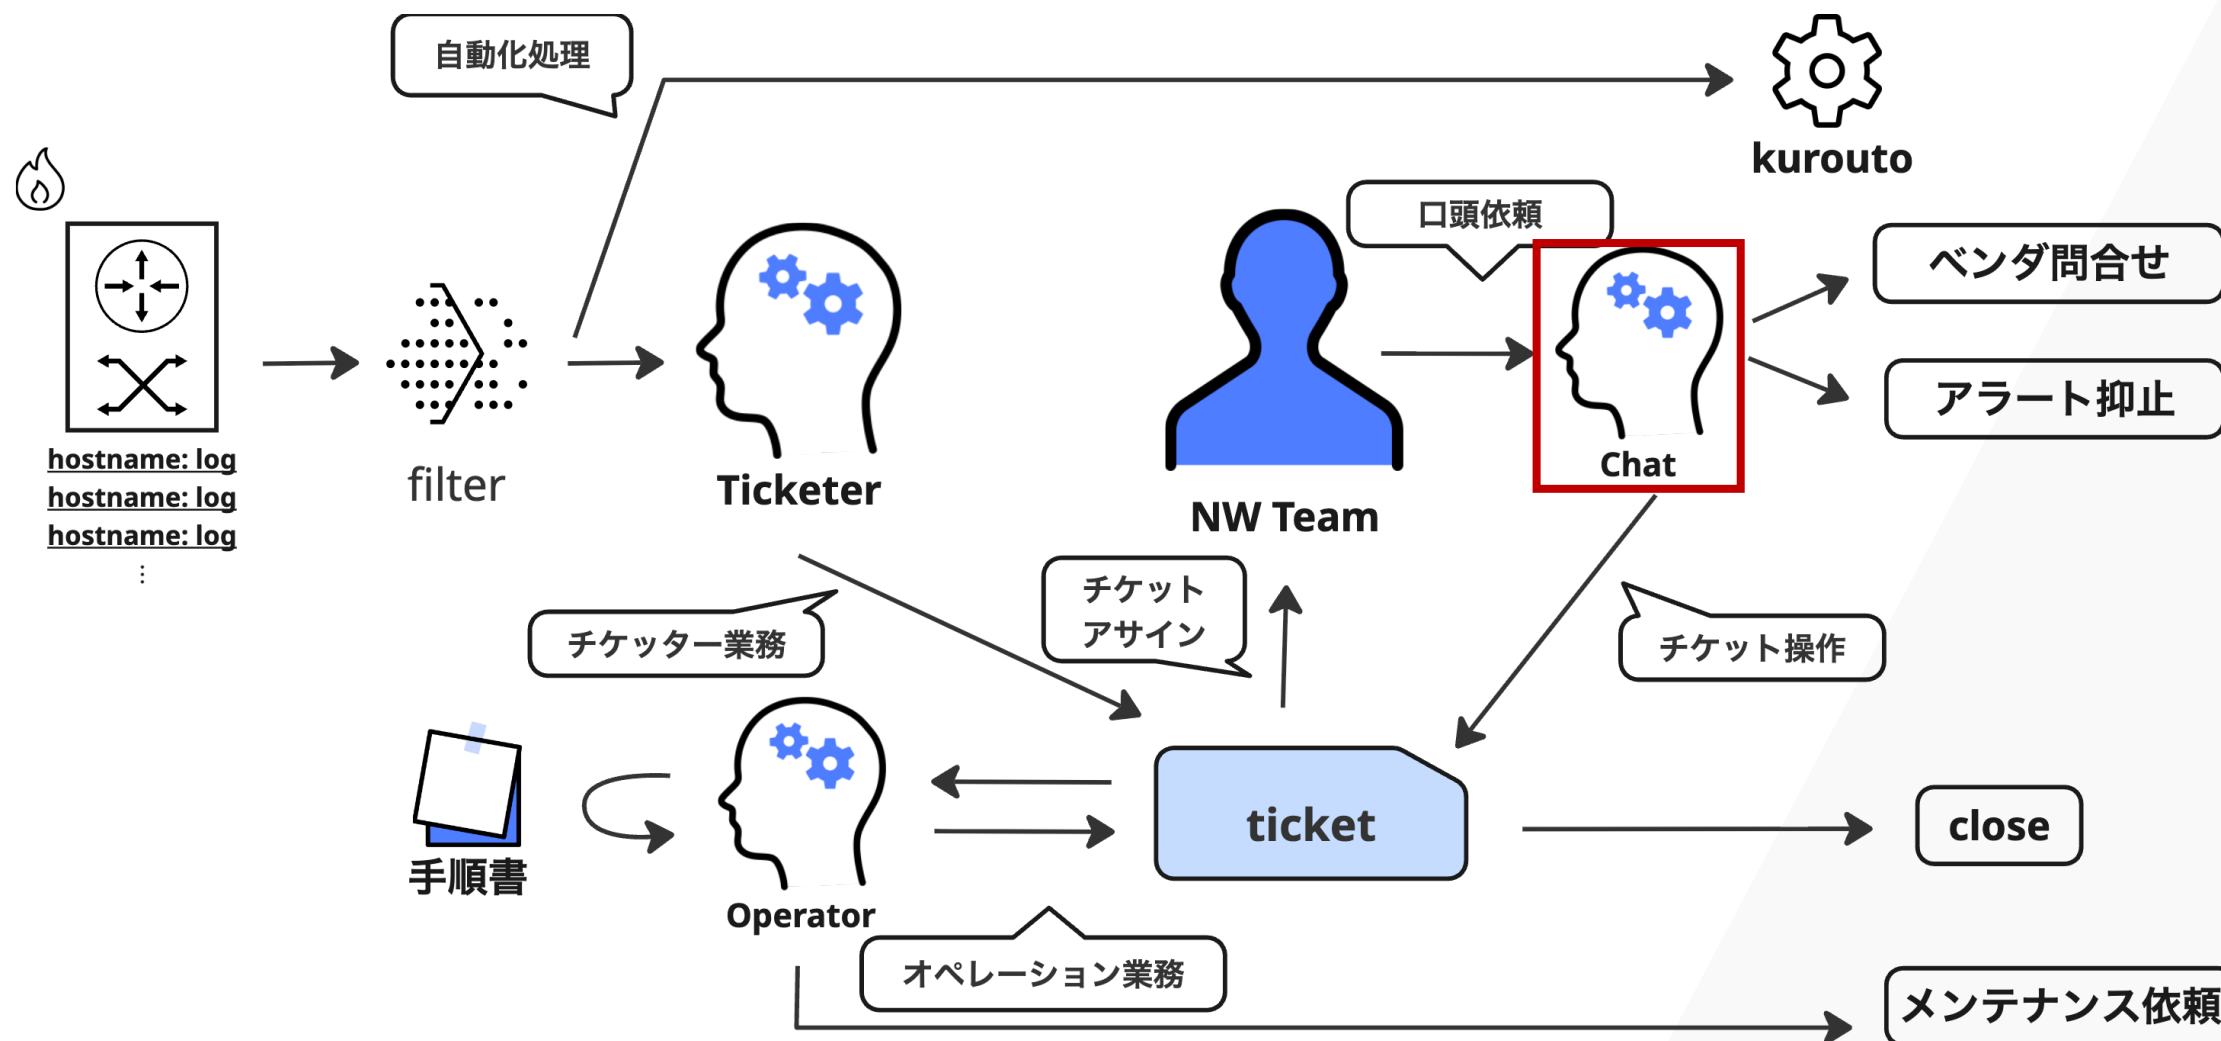 自動化処理
kurouto
口頭依頼
ベンダ問合せ
アラート抑止
hostname: log
hostname: log
hostname: log
⋮
filter
Ticketer
NW Team
Chat
チケット
アサイン
チケッター業務
チケット操作
手順書
Operator
ticket
close
オペレーション業務
メンテナンス依頼